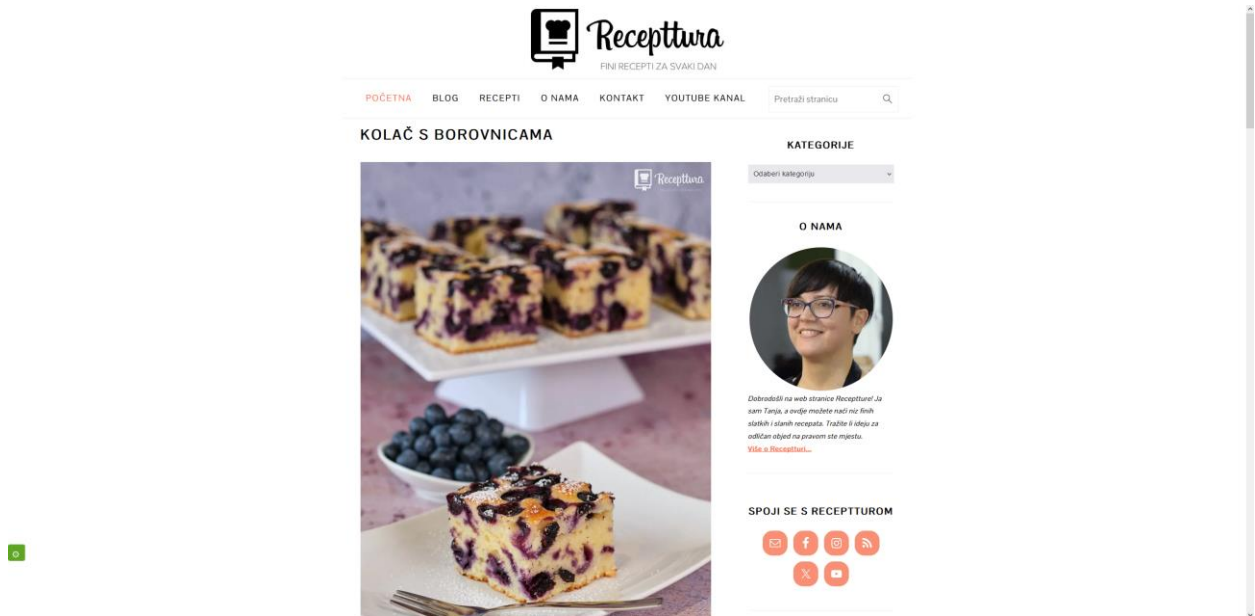 Recepttura
FINI RECEPTI ZA SVAKI DAN
POČETNA BLOG RECEPTI O NAMA KONTAKT YOUTUBE KANAL Pretraži stranicu
KOLAČ S BOROVNICAMA
Recepttura
KATEGORIJE
Odaberi kategoriju
O NAMA
Dobrodošli na web stranice Receptture! Ja
sam Tanja, a ovdje možete naći niz finih
slatkih i slanih recepata. Tražite li ideju za
odličan objed na pravom ste mjestu.
Više o Receptturi...
SPOJI SE S RECEPTTUROM